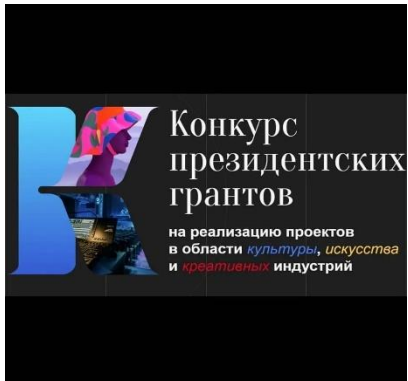 Конкурс
президентских
грантов
на реализацию проектов
в области культуры, искусства
и креативных индустрий